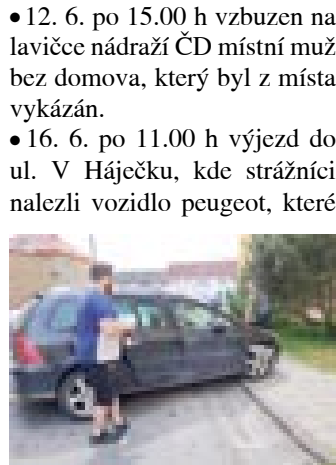 • 12. 6. po 15.00 h vzbuzen na
lavičce nádraží ČD místní muž
bez domova, který byl z místa
vykázán.
• 16. 6. po 11.00 h výjezd do
ul. V Háječku, kde strážníci
nalezli vozidlo peugeot, které